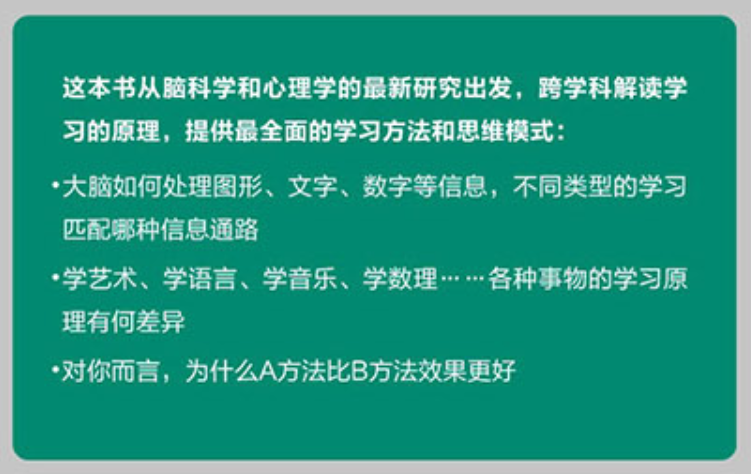 这本书从脑科学和心理学的最新研究出发，跨学科解读学
习的原理，提供最全面的学习方法和思维模式：
•大脑如何处理图形、文字、数字等信息，不同类型的学习
匹配哪种信息通路
•学艺术、学语言、学音乐、学数理……各种事物的学习原
理有何差异
•对你而言，为什么A方法比B方法效果更好